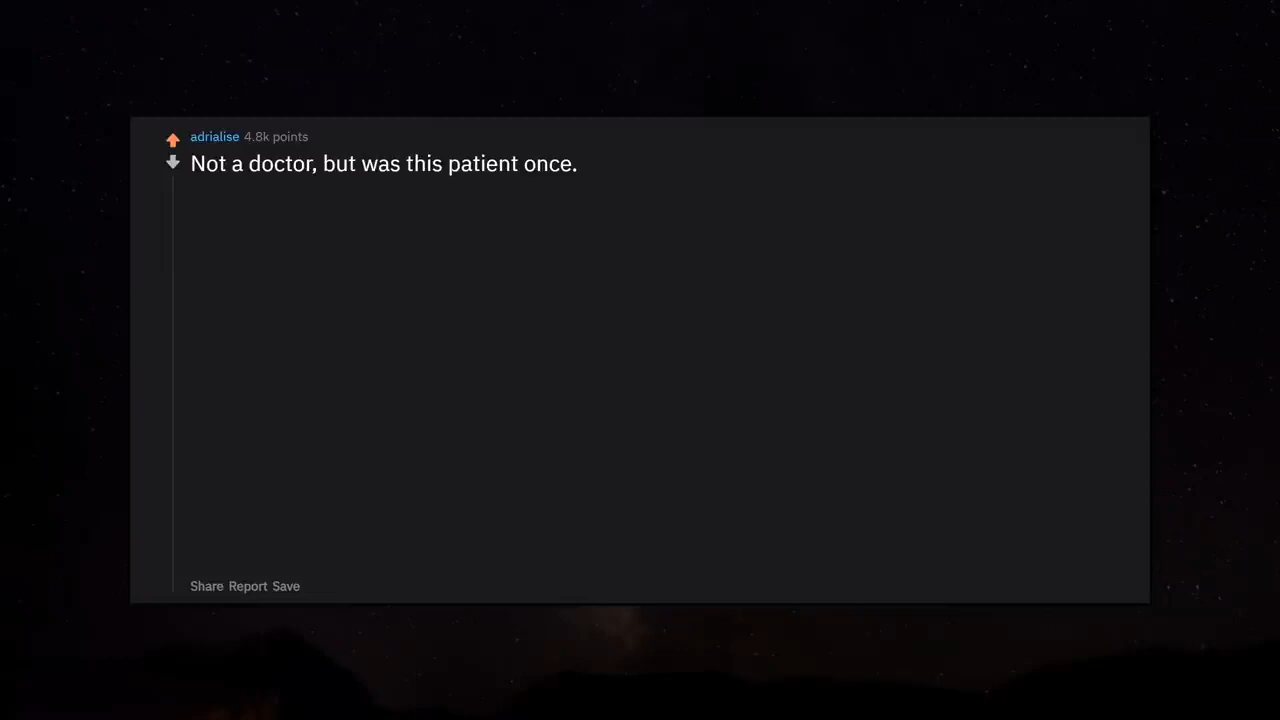 adrialise 4.8k points
Not a doctor, but was this patient once.
Share Report Save